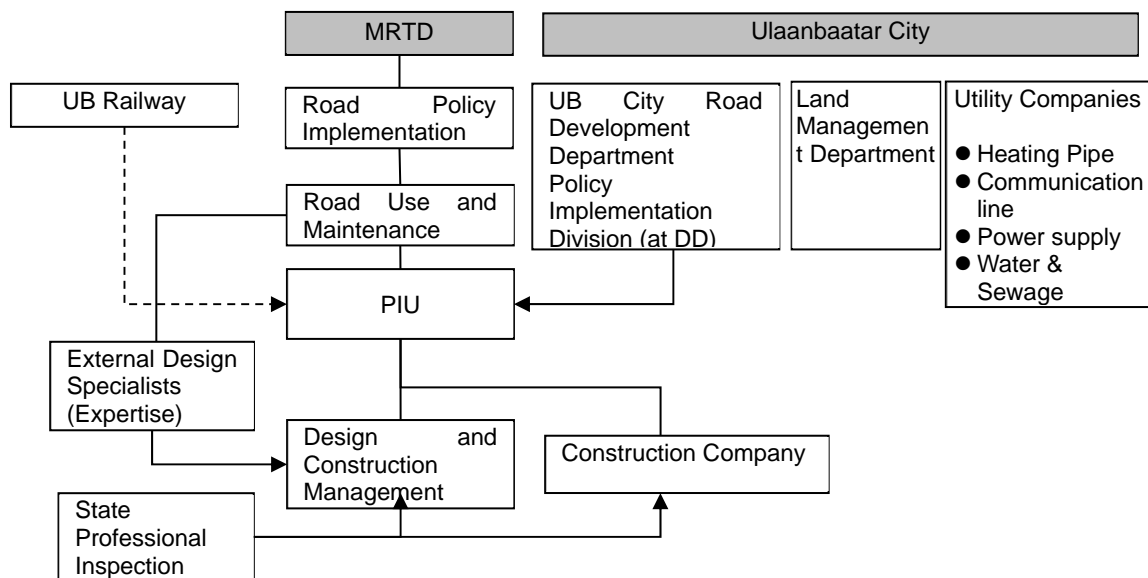 MRTD
Ulaanbaatar City
UB Railway
Road Policy
Implementation
UB City Road
Development
Department
Policy
Implementation
Division (at DD)
Land
Managemen
t Department
Utility Companies
● Heating Pipe
● Communication
line
● Power supply
● Water &
Sewage
Road Use and
Maintenance
PIU
External Design
Specialists
(Expertise)
Design and
Construction
Management
Construction Company
State
Professional
Inspection